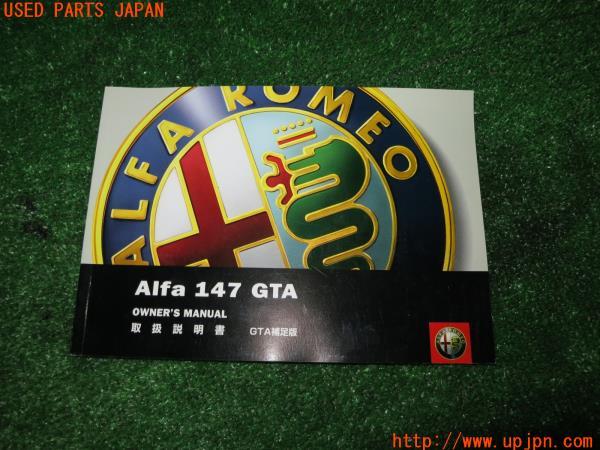 USED PARTS JAPAN
ALFA ROMEO
Alfa 147 GTA
OWNER'S MANUAL
取扱説明書 GTA補足版
http://www.upjpn.com